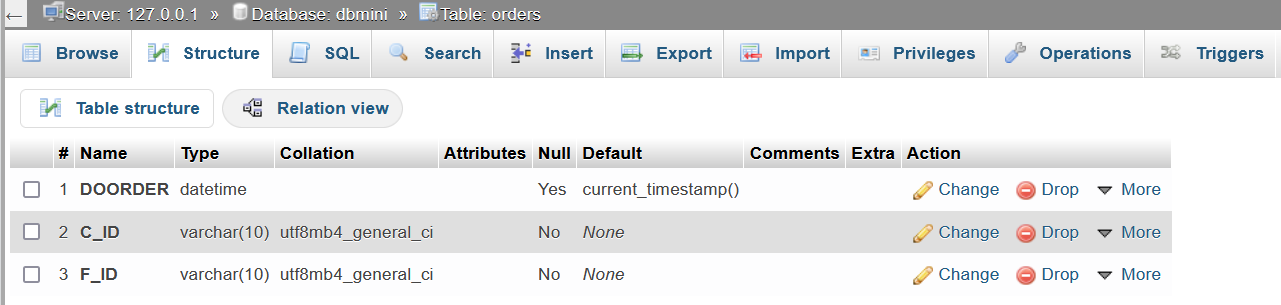 ← Server: 127.0.0.1 » Database: dbmini » Table: orders
Browse Structure SQL Search Insert Export Import Privileges Operations Triggers
Table structure Relation view
# Name Type Collation Attributes Null Default Comments Extra Action
1 DOORDER datetime Yes current_timestamp() Change Drop More
2 C_ID varchar(10) utf8mb4_general_ci No None Change Drop More
3 F_ID varchar(10) utf8mb4_general_ci No None Change Drop More